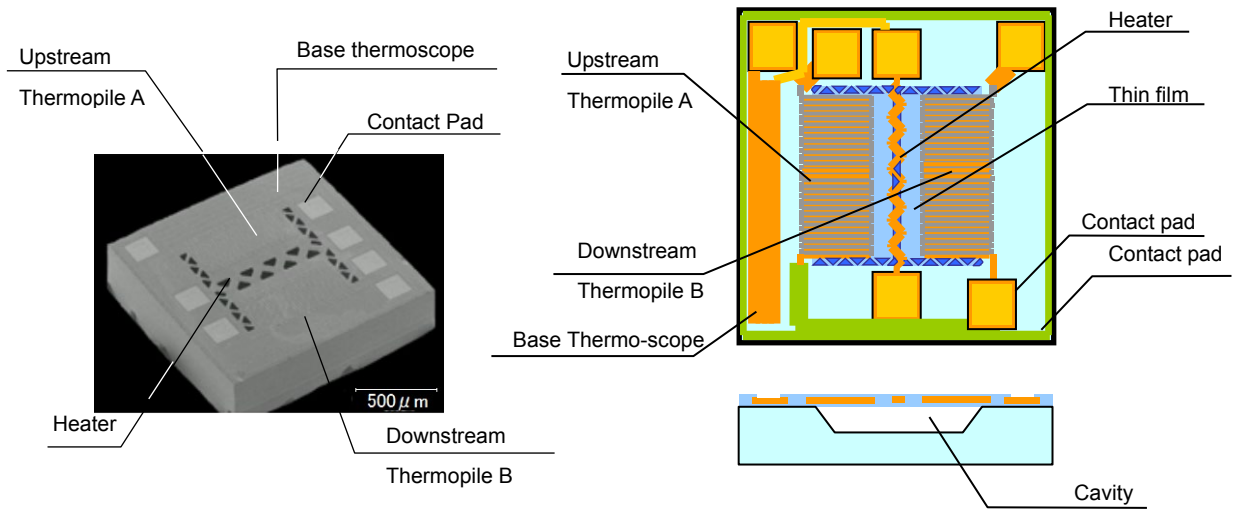 Base thermoscope
Upstream
Thermopile A
Contact Pad
500μm
Heater
Downstream
Thermopile B
Heater
Upstream
Thermopile A
Thin film
Contact pad
Downstream
Contact pad
Thermopile B
Base Thermo-scope
Cavity